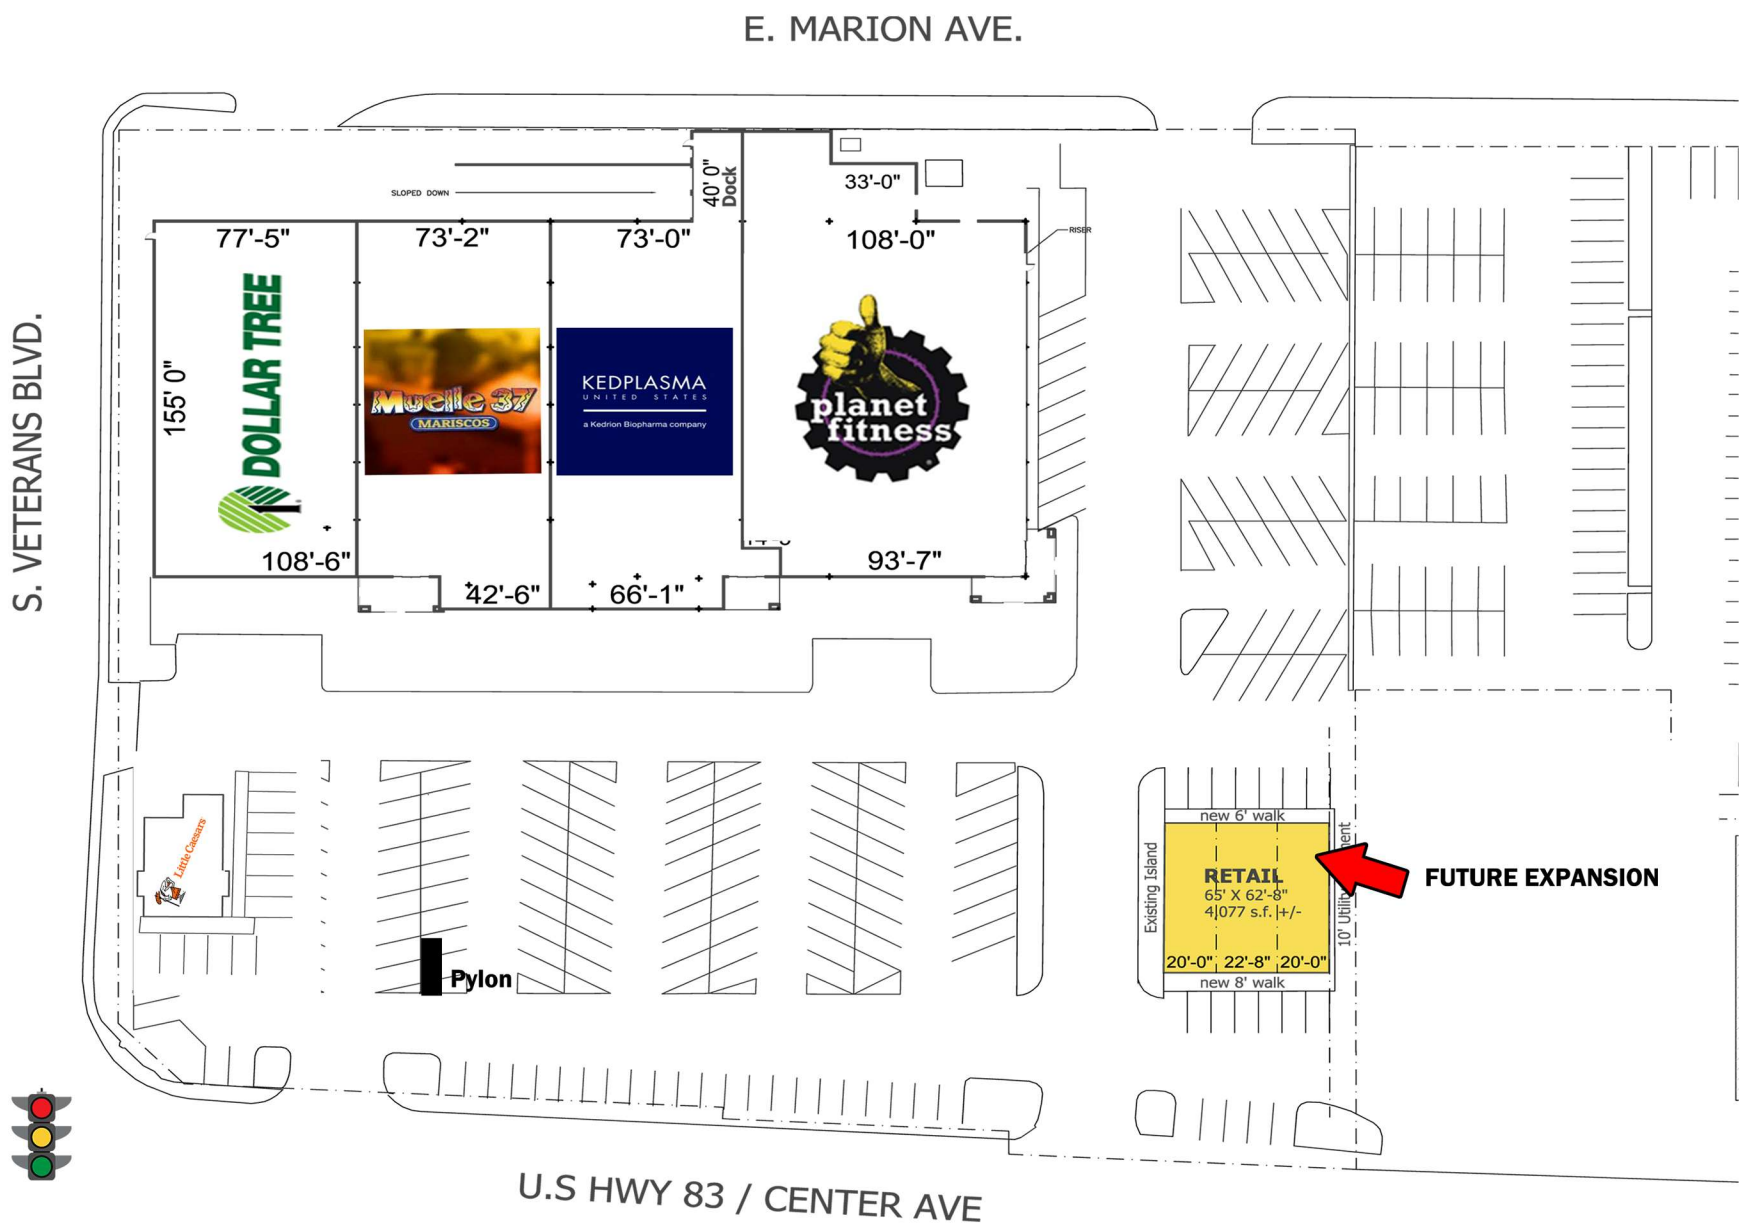 E. MARION AVE.
S. VETERANS BLVD.
SLOPED DOWN
40' 0"
Dock
33'-0"
RISER
77'-5"
73'-2"
73'-0"
108'-0"
155' 0"
DOLLAR TREE
Muelle 37
MARISCOS
KEDPLASMA
UNITED STATES
a Kedrion Biopharma company
planet
fitness
108'-6"
42'-6"
66'-1"
93'-7"
Little Caesars
Pylon
new 6' walk
Existing Island
RETAIL
65' X 62'-8"
4,077 s.f. +/-
20'-0" 22'-8" 20'-0"
new 8' walk
10'
FUTURE EXPANSION
U.S HWY 83 / CENTER AVE